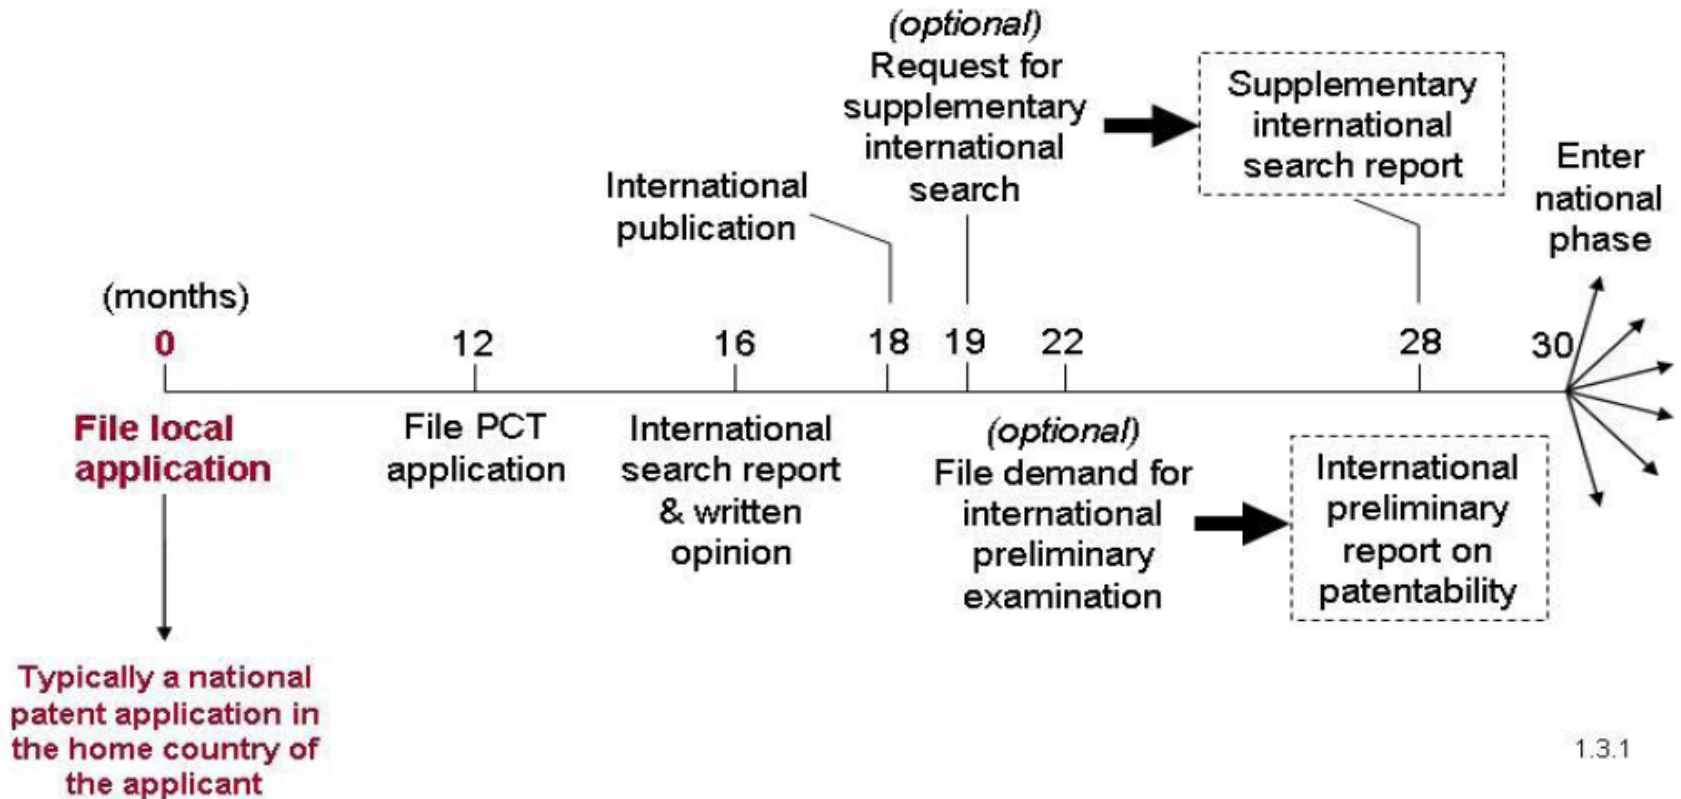 (optional)
Request for
supplementary
international
search
Supplementary
international
search report
Enter
national
phase
International
publication
(months)
0
12
16
18
19
22
28
30
File local
application
File PCT
application
International
search report
& written
opinion
(optional)
File demand for
international
preliminary
examination
International
preliminary
report on
patentability
Typically a national
patent application in
the home country of
the applicant
1.3.1